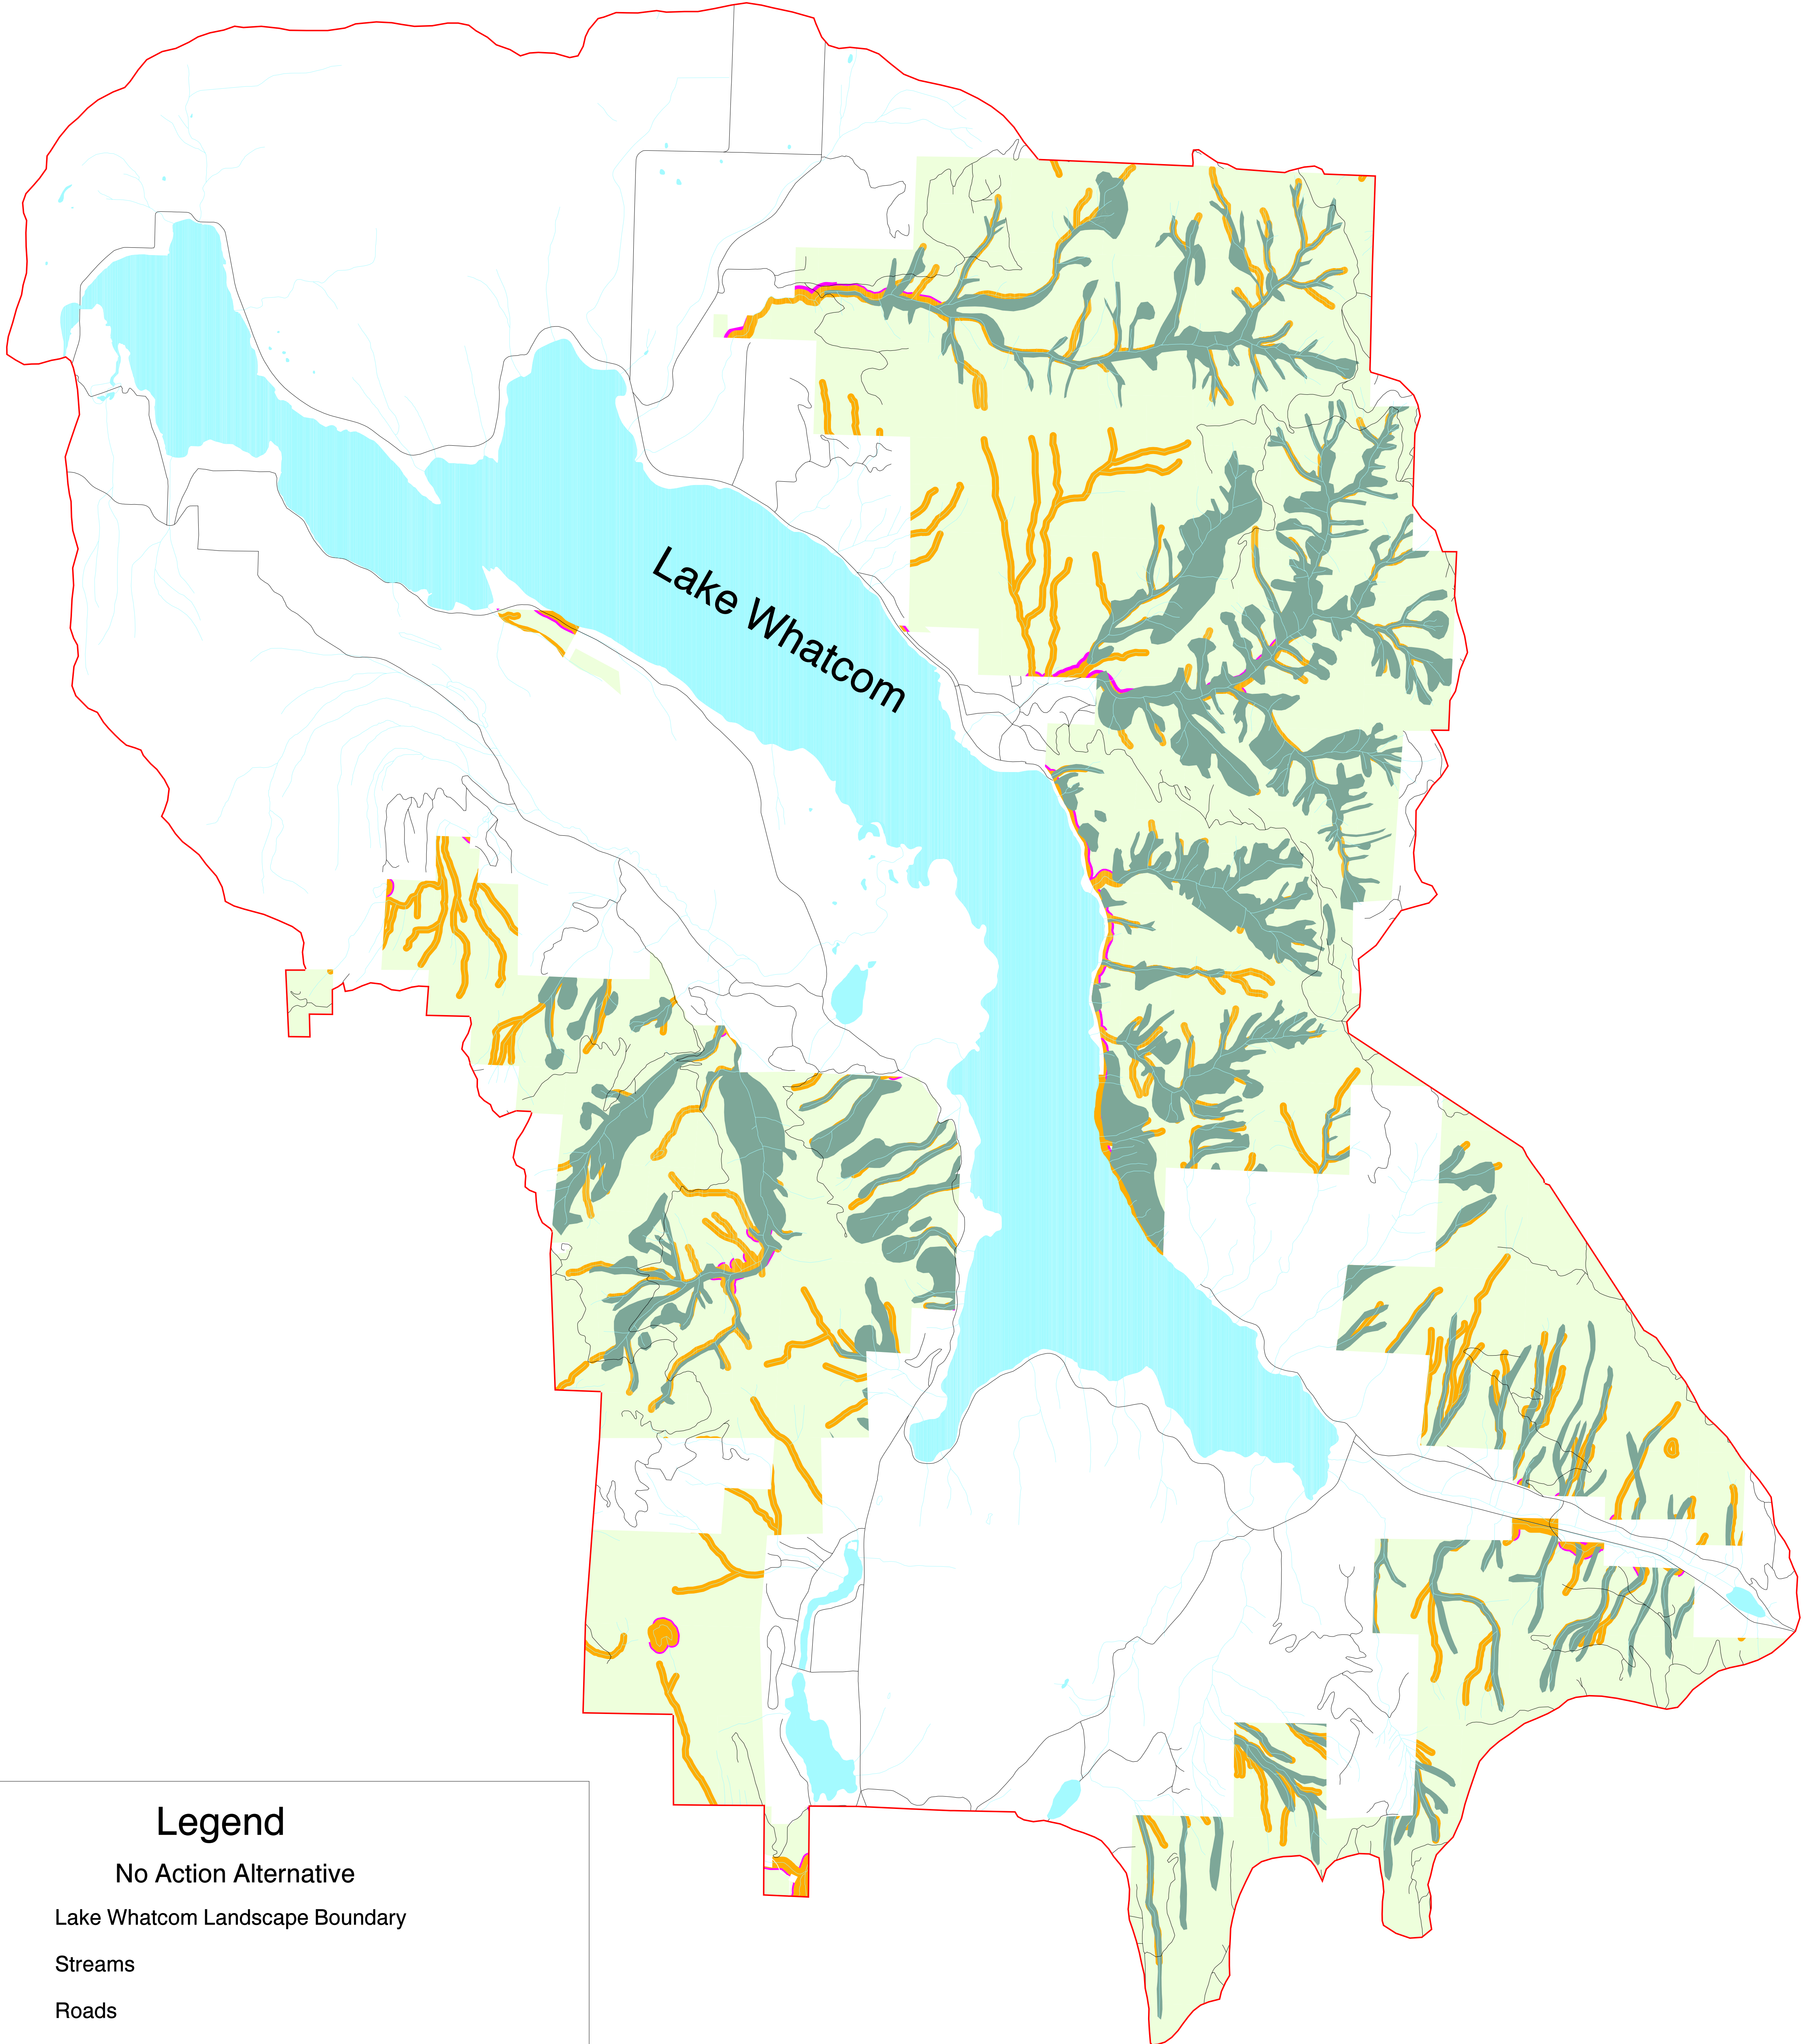 Lake Whatcom
Legend
No Action Alternative
Lake Whatcom Landscape Boundary
Streams
Roads